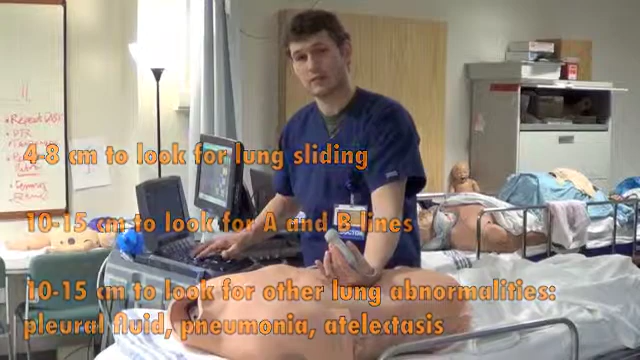 4-8 cm to look for lung sliding
10-15 cm to look for A and B-lines
10-15 cm to look for other lung abnormalities:
pleural fluid, pneumonia, atelectasis
DOCTOR